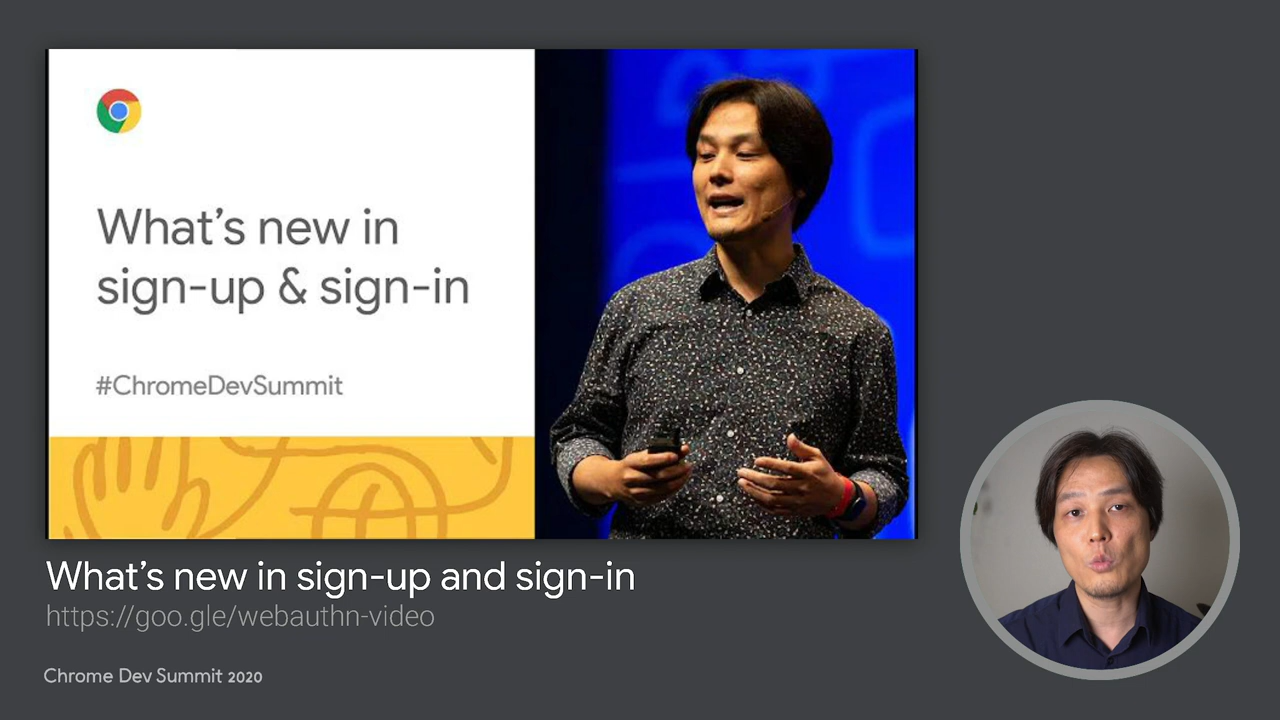 What’s new in
sign-up & sign-in
#ChromeDevSummit
What’s new in sign-up and sign-in
https://goo.gle/webauthn-video
Chrome Dev Summit 2020